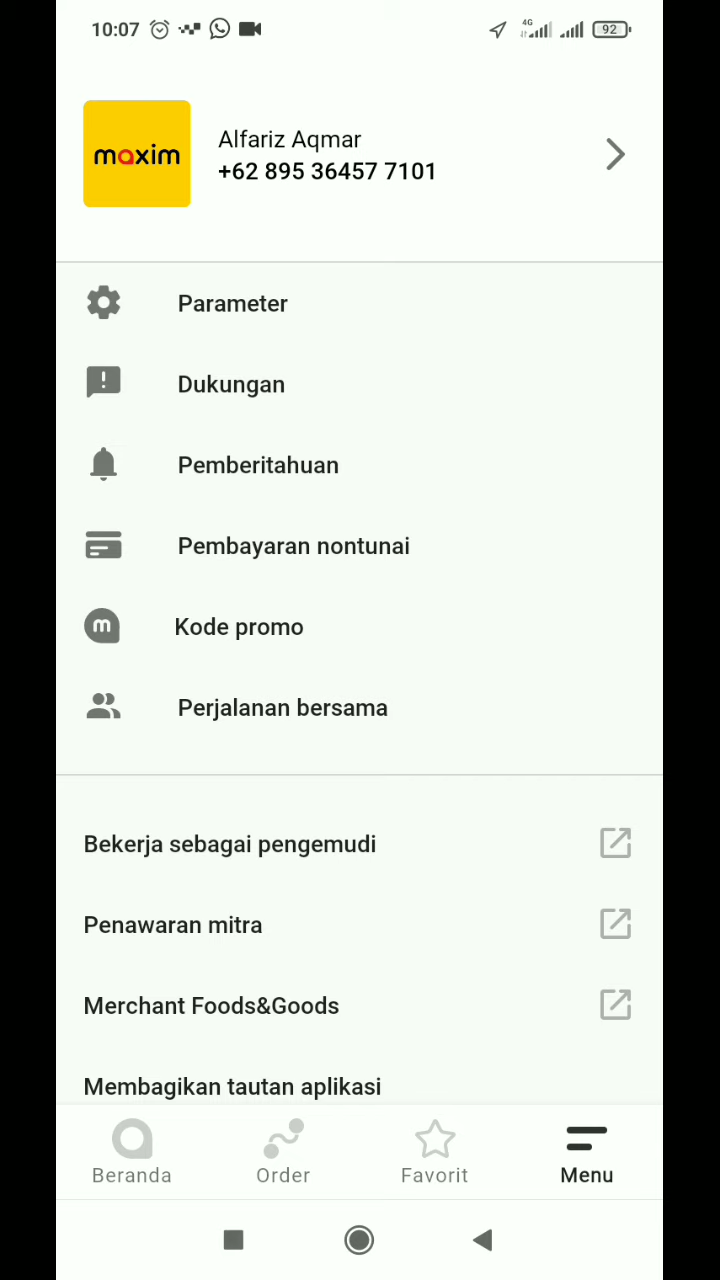 10:07
4G
92
maxim
Alfariz Aqmar
+62 895 36457 7101
Parameter
Dukungan
Pemberitahuan
Pembayaran nontunai
m
Kode promo
Perjalanan bersama
Bekerja sebagai pengemudi
Penawaran mitra
Merchant Foods&Goods
Membagikan tautan aplikasi
Beranda
Order
Favorit
Menu